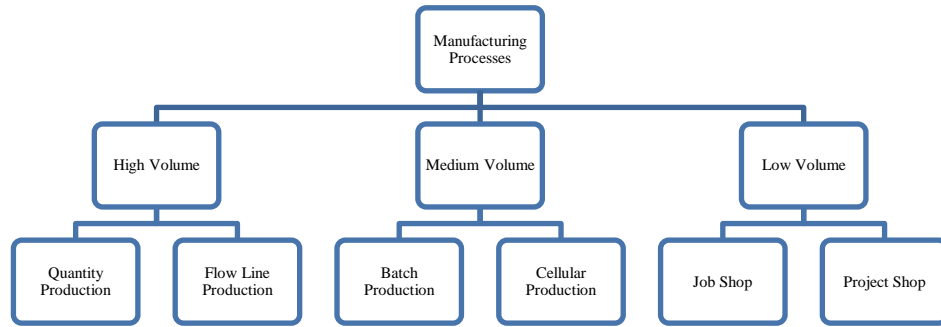 Manufacturing
Processes
High Volume
Medium Volume
Low Volume
Quantity
Production
Flow Line
Production
Batch
Production
Cellular
Production
Job Shop
Project Shop